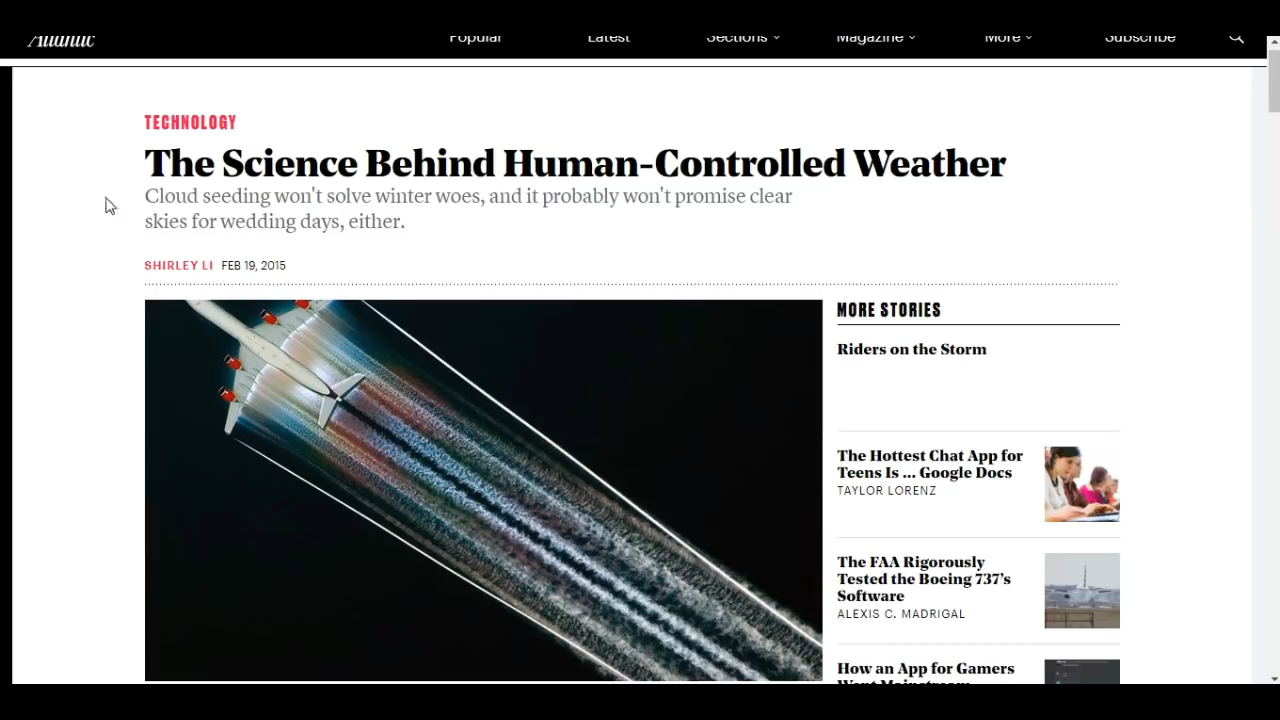 Popular
Latest
Sections
Magazine
More
Subscribe
TECHNOLOGY
The Science Behind Human-Controlled Weather
Cloud seeding won't solve winter woes, and it probably won't promise clear
skies for wedding days, either.
SHIRLEY LI FEB 19, 2015
MORE STORIES
Riders on the Storm
The Hottest Chat App for
Teens Is ... Google Docs
TAYLOR LORENZ
The FAA Rigorously
Tested the Boeing 737's
Software
ALEXIS C. MADRIGAL
How an App for Gamers
Went Mainstream